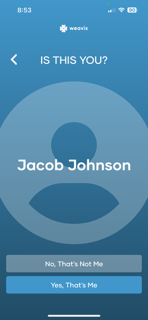 8:53
weavix
IS THIS YOU?
Jacob Johnson
No, That's Not Me
Yes, That's Me